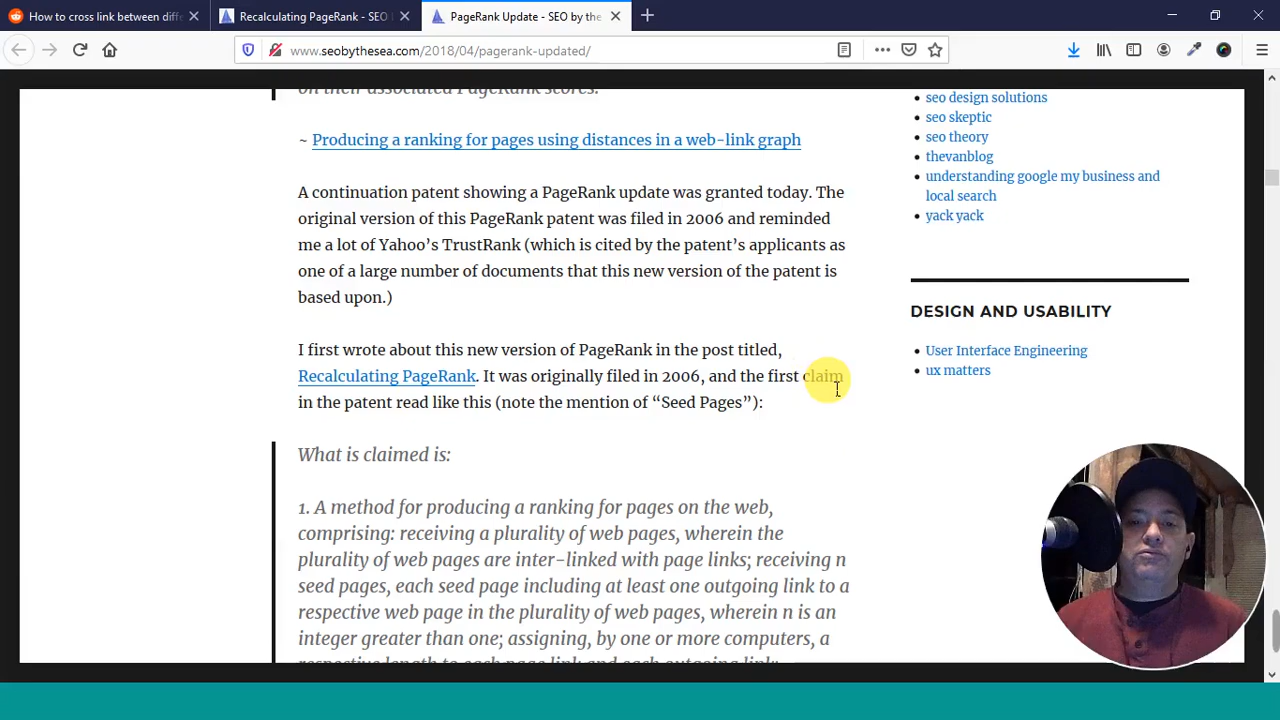 How to cross link between diffe
Recalculating PageRank - SEO
PageRank Update - SEO by the
www.seobythesea.com/2018/04/pagerank-updated/
on their associated PageRank scores.
~ Producing a ranking for pages using distances in a web-link graph
A continuation patent showing a PageRank update was granted today. The
original version of this PageRank patent was filed in 2006 and reminded
me a lot of Yahoo’s TrustRank (which is cited by the patent’s applicants as
one of a large number of documents that this new version of the patent is
based upon.)
I first wrote about this new version of PageRank in the post titled,
Recalculating PageRank. It was originally filed in 2006, and the first claim
in the patent read like this (note the mention of “Seed Pages”):
What is claimed is:
1. A method for producing a ranking for pages on the web,
comprising: receiving a plurality of web pages, wherein the
plurality of web pages are inter-linked with page links; receiving n
seed pages, each seed page including at least one outgoing link to a
respective web page in the plurality of web pages, wherein n is an
integer greater than one; assigning, by one or more computers, a
respective length to each page link and each outgoing link;
seo design solutions
seo skeptic
seo theory
thevanblog
understanding google my business and
local search
yack yack
DESIGN AND USABILITY
User Interface Engineering
ux matters